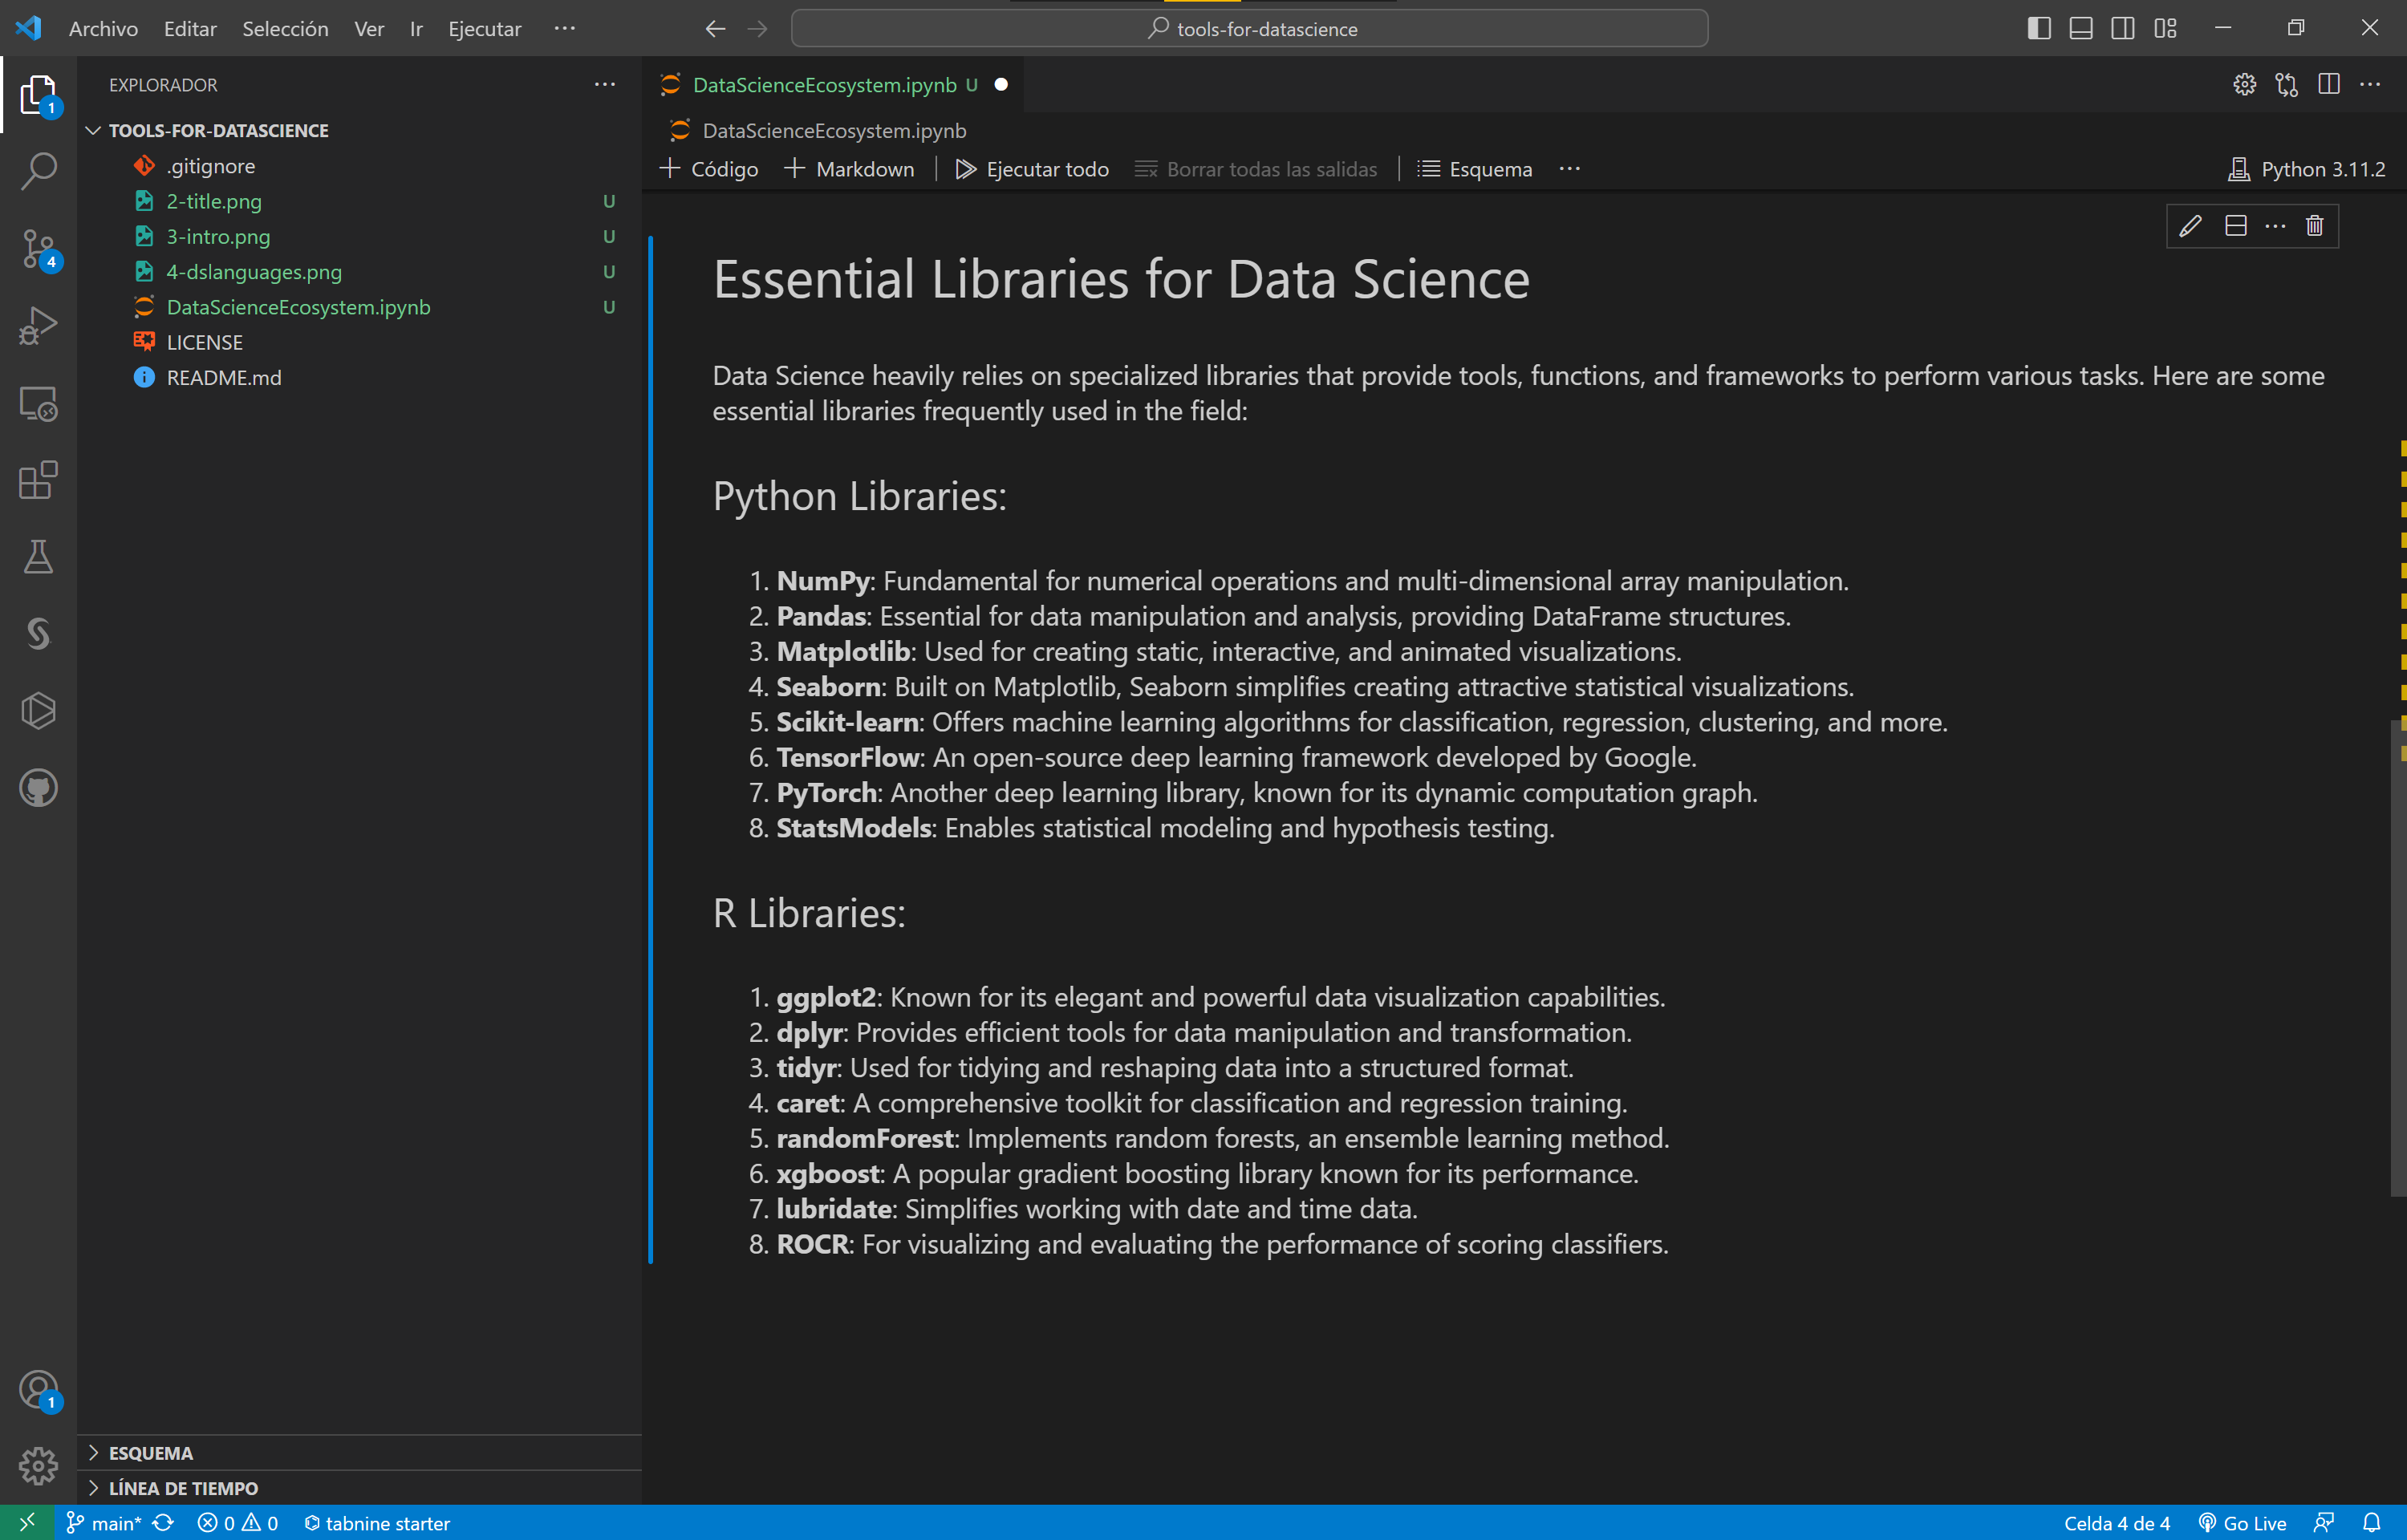 Archivo Editar Selección Ver Ir Ejecutar ··· tools-for-datascience
EXPLORADOR ···
TOOLS-FOR-DATASCIENCE
.gitignore
2-title.png U
3-intro.png U
4-dslanguages.png U
DataScienceEcosystem.ipynb U
LICENSE
README.md
ESQUEMA
LÍNEA DE TIEMPO
1
4
1
DataScienceEcosystem.ipynb U
DataScienceEcosystem.ipynb
Código Markdown Ejecutar todo Borrar todas las salidas Esquema ··· Python 3.11.2
Essential Libraries for Data Science
Data Science heavily relies on specialized libraries that provide tools, functions, and frameworks to perform various tasks. Here are some
essential libraries frequently used in the field:
Python Libraries:
1. NumPy: Fundamental for numerical operations and multi-dimensional array manipulation.
2. Pandas: Essential for data manipulation and analysis, providing DataFrame structures.
3. Matplotlib: Used for creating static, interactive, and animated visualizations.
4. Seaborn: Built on Matplotlib, Seaborn simplifies creating attractive statistical visualizations.
5. Scikit-learn: Offers machine learning algorithms for classification, regression, clustering, and more.
6. TensorFlow: An open-source deep learning framework developed by Google.
7. PyTorch: Another deep learning library, known for its dynamic computation graph.
8. StatsModels: Enables statistical modeling and hypothesis testing.
R Libraries:
1. ggplot2: Known for its elegant and powerful data visualization capabilities.
2. dplyr: Provides efficient tools for data manipulation and transformation.
3. tidyr: Used for tidying and reshaping data into a structured format.
4. caret: A comprehensive toolkit for classification and regression training.
5. randomForest: Implements random forests, an ensemble learning method.
6. xgboost: A popular gradient boosting library known for its performance.
7. lubridate: Simplifies working with date and time data.
8. ROCR: For visualizing and evaluating the performance of scoring classifiers.
main* 0 0 tabnine starter Celda 4 de 4 Go Live